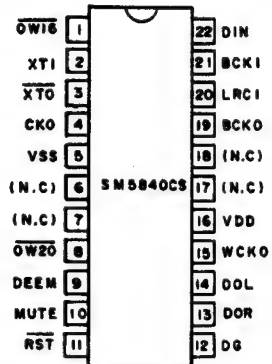 OW16 1
XTI 2
XTO 3
CKO 4
VSS 5
(N.C) 6
(N.C) 7
OW20 8
DEEM 9
MUTE 10
RST 11
SM5840CS
22 DIN
21 BCKI
20 LRCI
19 BCKO
18 (N.C)
17 (N.C)
16 VDD
15 WCKO
14 DOL
13 DOR
12 DG